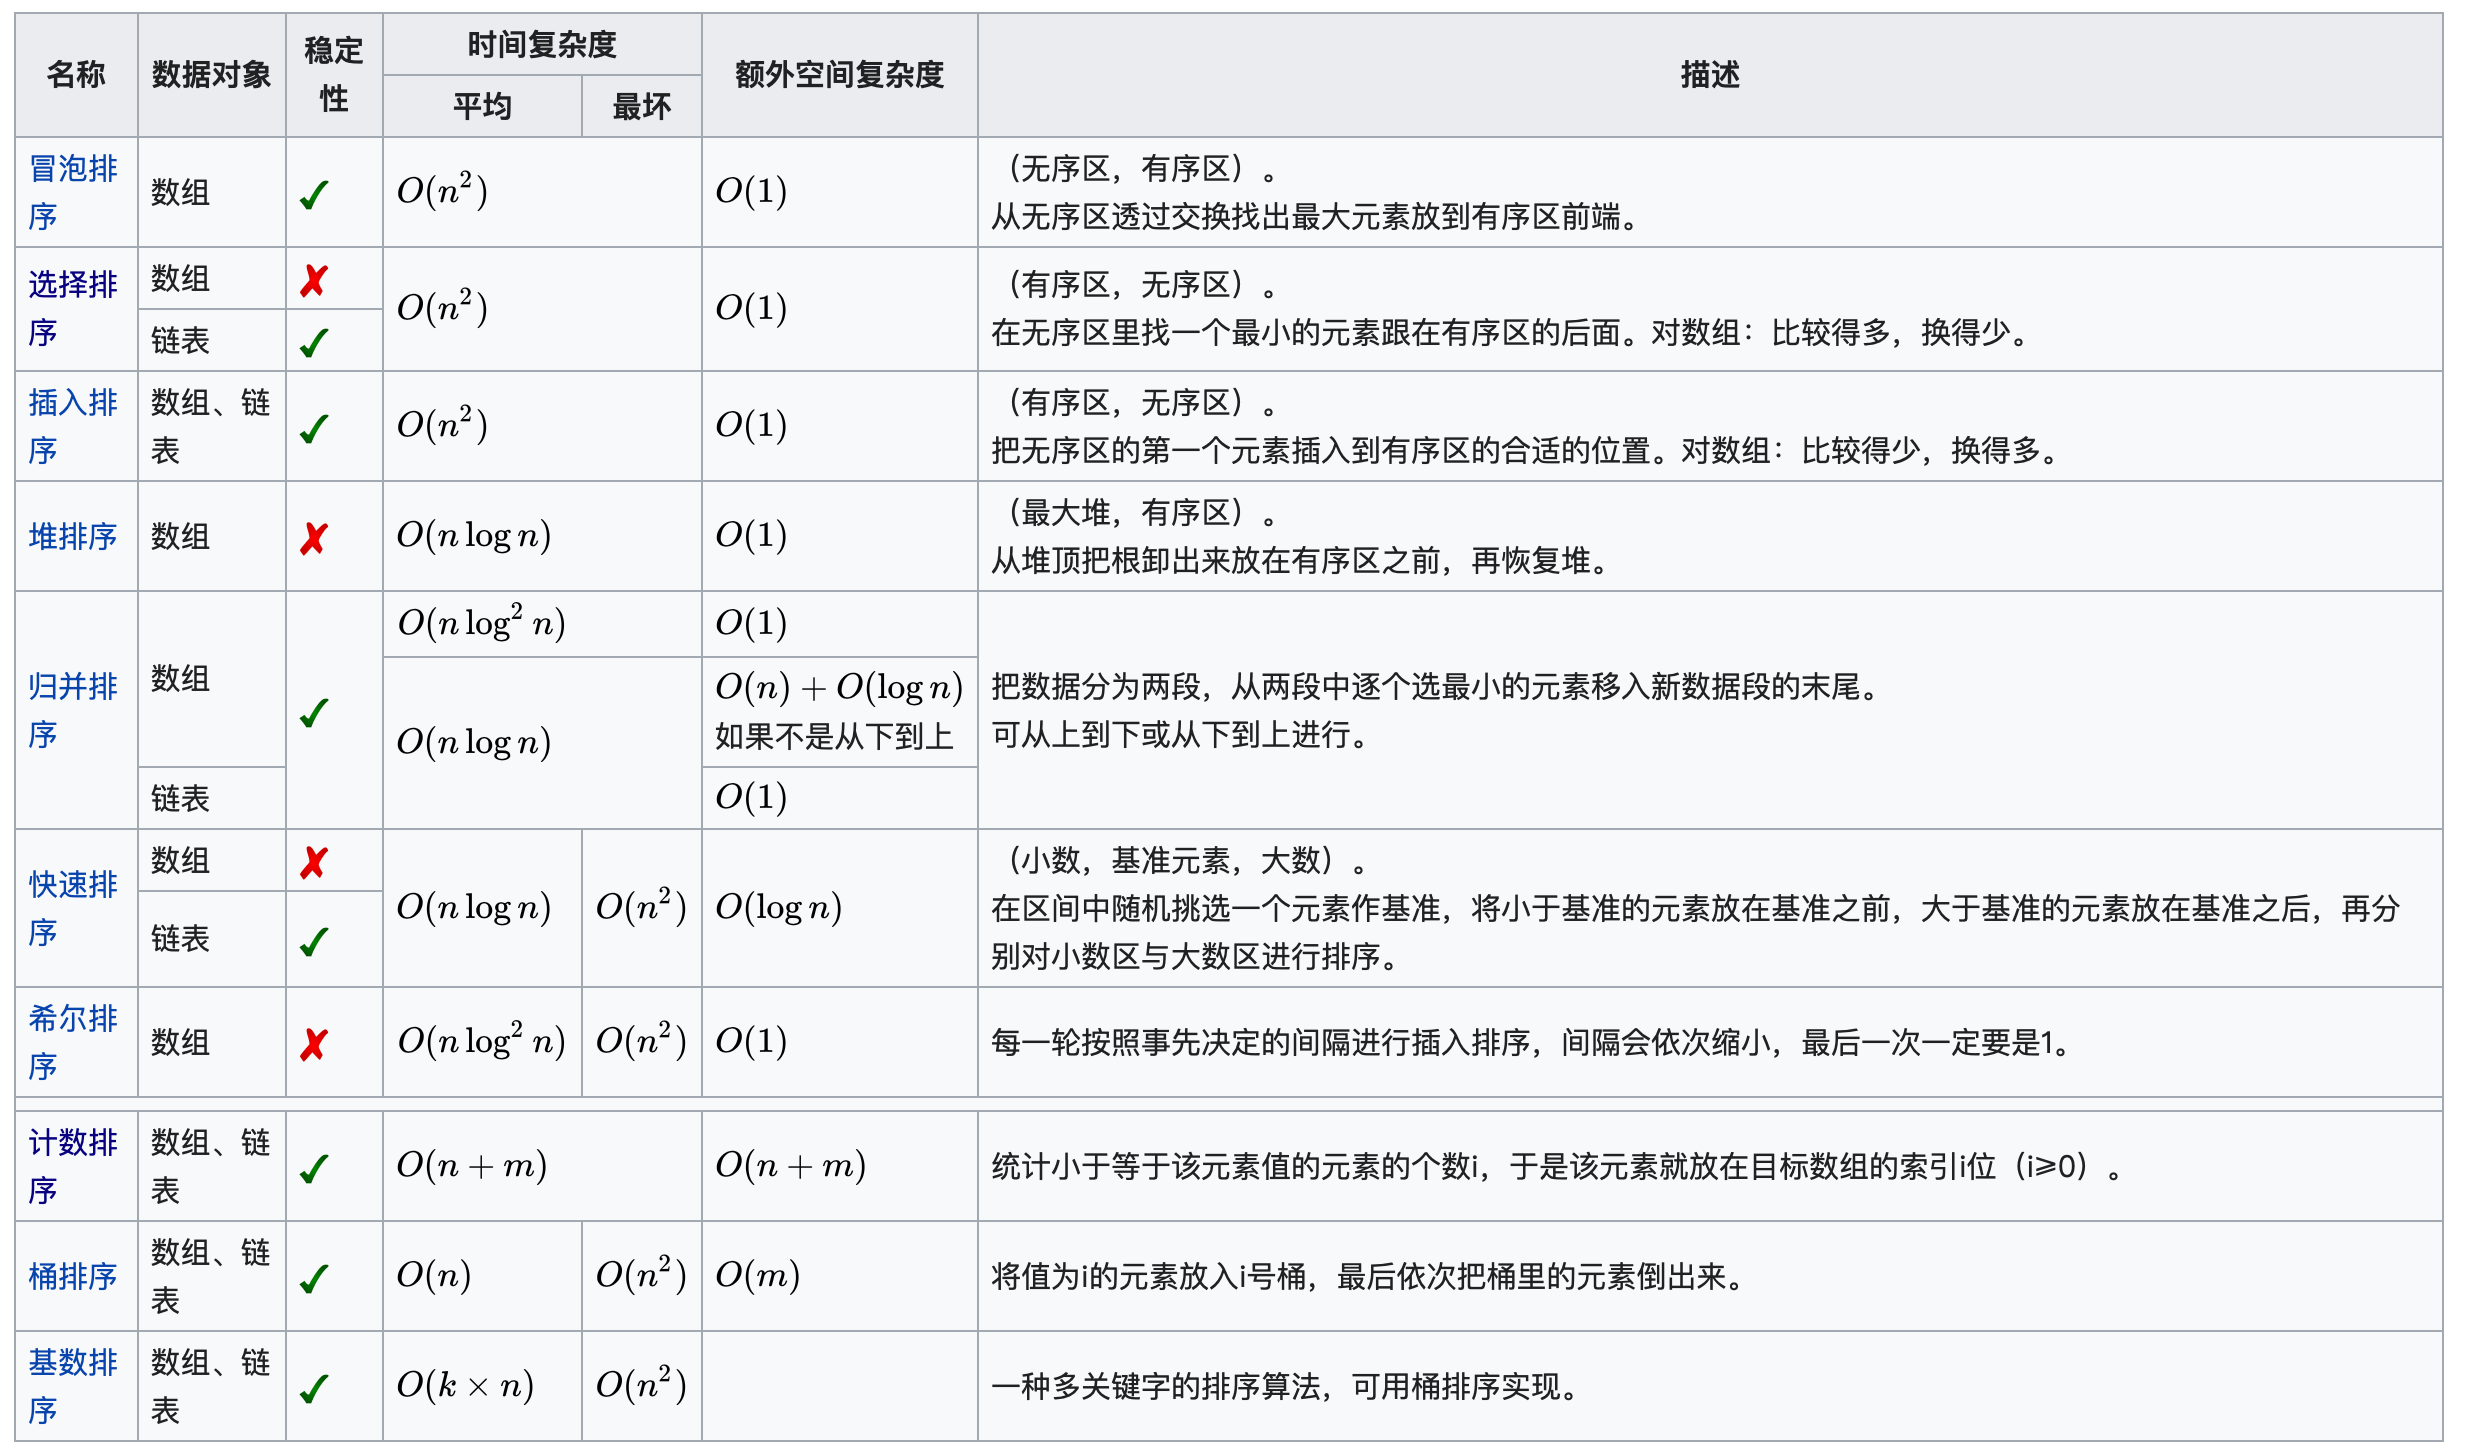 名称 数据对象 稳定性 时间复杂度 额外空间复杂度 描述
平均 最坏
冒泡排序 数组 ✓ O(n²) O(1) （无序区，有序区）。
从无序区透过交换找出最大元素放到有序区前端。
选择排序 数组 ✗ O(n²) O(1) （有序区，无序区）。
在无序区里找一个最小的元素跟在有序区的后面。对数组：比较得多，换得少。
链表 ✓
插入排序 数组、链表 ✓ O(n²) O(1) （有序区，无序区）。
把无序区的第一个元素插入到有序区的合适的位置。对数组：比较得少，换得多。
堆排序 数组 ✗ O(n log n) O(1) （最大堆，有序区）。
从堆顶把根卸出来放在有序区之前，再恢复堆。
归并排序 数组 ✓ O(n log² n) O(1) 把数据分为两段，从两段中逐个选最小的元素移入新数据段的末尾。
可从上到下或从下到上进行。
O(n log n) O(n) + O(log n)
如果不是从下到上
链表 O(1)
快速排序 数组 ✗ O(n log n) O(n²) O(log n) （小数，基准元素，大数）。
在区间中随机挑选一个元素作基准，将小于基准的元素放在基准之前，大于基准的元素放在基准之后，再分
别对小数区与大数区进行排序。
链表 ✓
希尔排序 数组 ✗ O(n log² n) O(n²) O(1) 每一轮按照事先决定的间隔进行插入排序，间隔会依次缩小，最后一次一定要是1。
计数排序 数组、链表 ✓ O(n + m) O(n + m) 统计小于等于该元素值的元素的个数i，于是该元素就放在目标数组的索引i位（i⩾0）。
桶排序 数组、链表 ✓ O(n) O(n²) O(m) 将值为i的元素放入i号桶，最后依次把桶里的元素倒出来。
基数排序 数组、链表 ✓ O(k × n) O(n²) 一种多关键字的排序算法，可用桶排序实现。